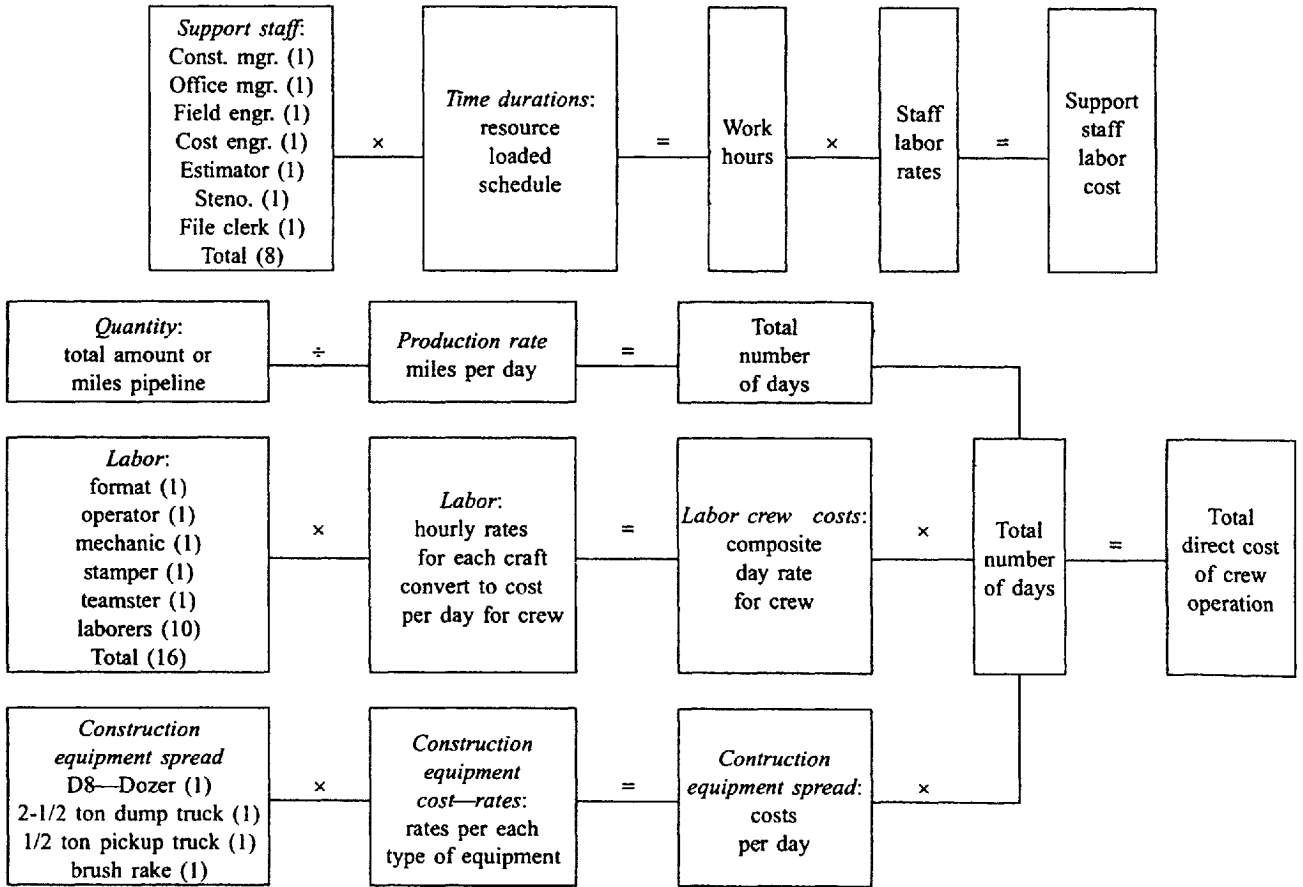 Support staff:
Const. mgr. (1)
Office mgr. (1)
Field engr. (1)
Cost engr. (1)
Estimator (1)
Steno. (1)
File clerk (1)
Total (8)
×
Time durations:
resource
loaded
schedule
=
Work
hours
×
Staff
labor
rates
=
Support
staff
labor
cost
Quantity:
total amount or
miles pipeline
÷
Production rate
miles per day
=
Total
number
of days
Labor:
format (1)
operator (1)
mechanic (1)
stamper (1)
teamster (1)
laborers (10)
Total (16)
×
Labor:
hourly rates
for each craft
convert to cost
per day for crew
=
Labor crew costs:
composite
day rate
for crew
×
Total
number
of days
=
Total
direct cost
of crew
operation
Construction
equipment spread
D8—Dozer (1)
2-1/2 ton dump truck (1)
1/2 ton pickup truck (1)
brush rake (1)
×
Construction
equipment
cost—rates:
rates per each
type of equipment
=
Contruction
equipment spread:
costs
per day
×